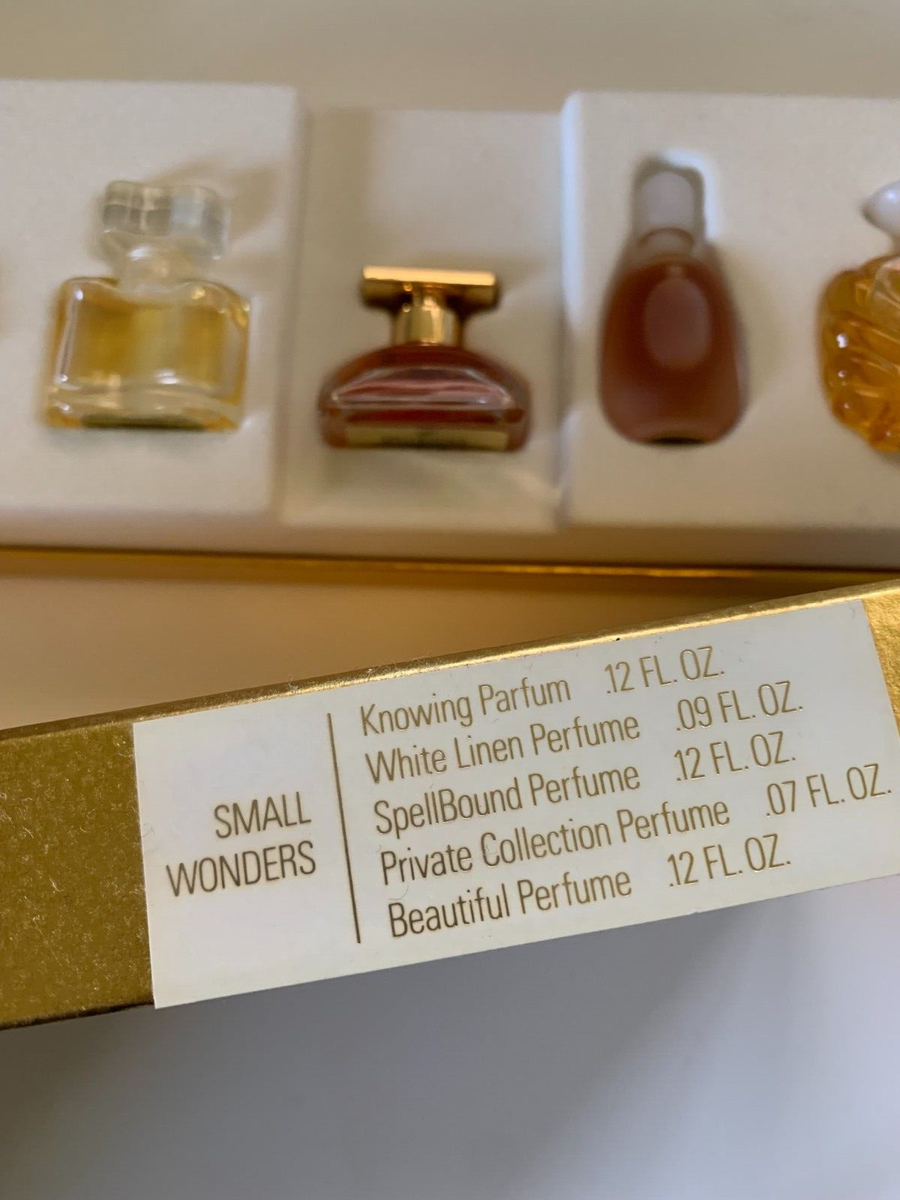 SMALL
WONDERS
Knowing Parfum .12 FL. OZ.
White Linen Perfume .09 FL. OZ.
SpellBound Perfume .12 FL. OZ.
Private Collection Perfume .07 FL. OZ.
Beautiful Perfume .12 FL. OZ.